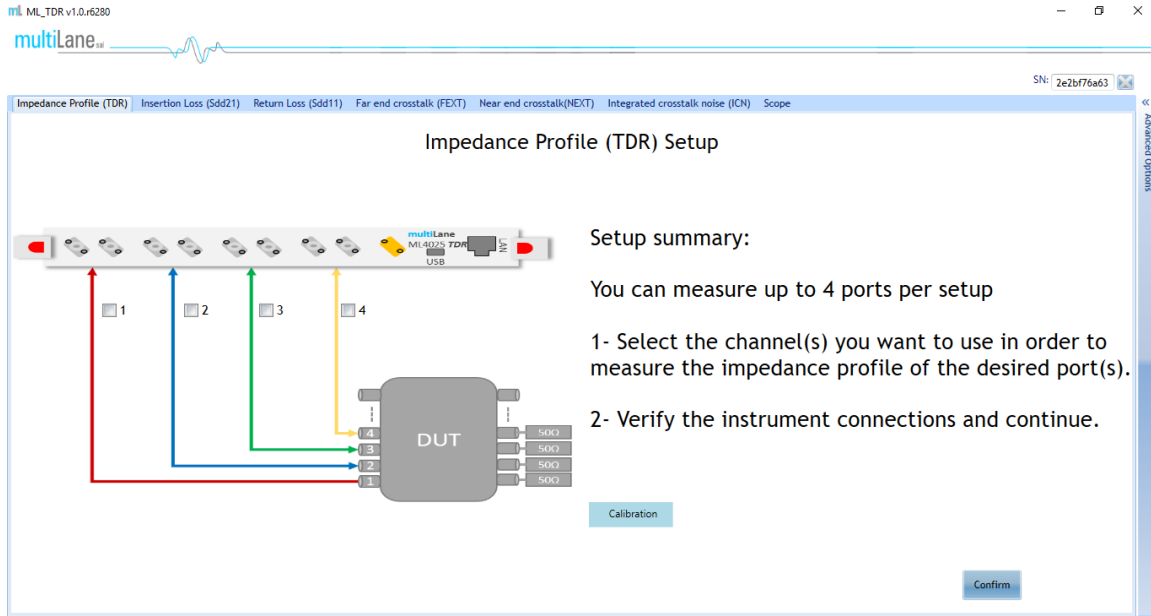 mL ML_TDR v1.0.r6280
multiLane sal
SN: 2e2bf76a63
Impedance Profile (TDR) Insertion Loss (Sdd21) Return Loss (Sdd11) Far end crosstalk (FEXT) Near end crosstalk(NEXT) Integrated crosstalk noise (ICN) Scope
«
Advanced Options
Impedance Profile (TDR) Setup
multiLane
ML4025 TDR
USB
LAN
1
2
3
4
DUT
4
3
2
1
50Ω
50Ω
50Ω
50Ω
Setup summary:
You can measure up to 4 ports per setup
1- Select the channel(s) you want to use in order to
measure the impedance profile of the desired port(s).
2- Verify the instrument connections and continue.
Calibration
Confirm